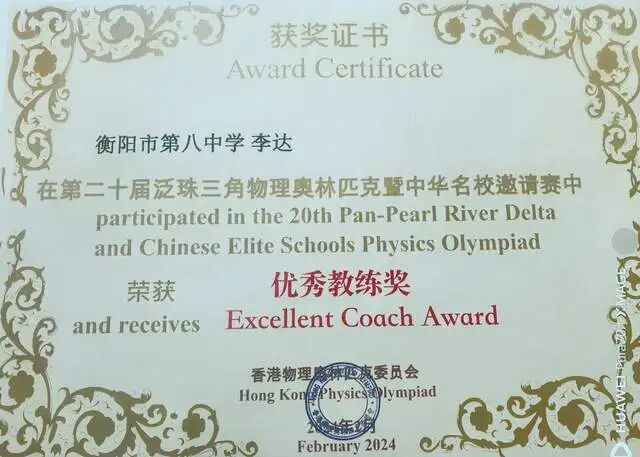 获奖证书
Award Certificate
衡阳市第八中学 李达
在第二十届泛珠三角物理奥林匹克暨中华名校邀请赛中
participated in the 20th Pan-Pearl River Delta
and Chinese Elite Schools Physics Olympiad
荣获 优秀教练奖
and receives Excellent Coach Award
香港物理奥林匹克委员会
Hong Kong Physics Olympiad
February 2024
HUAWEI